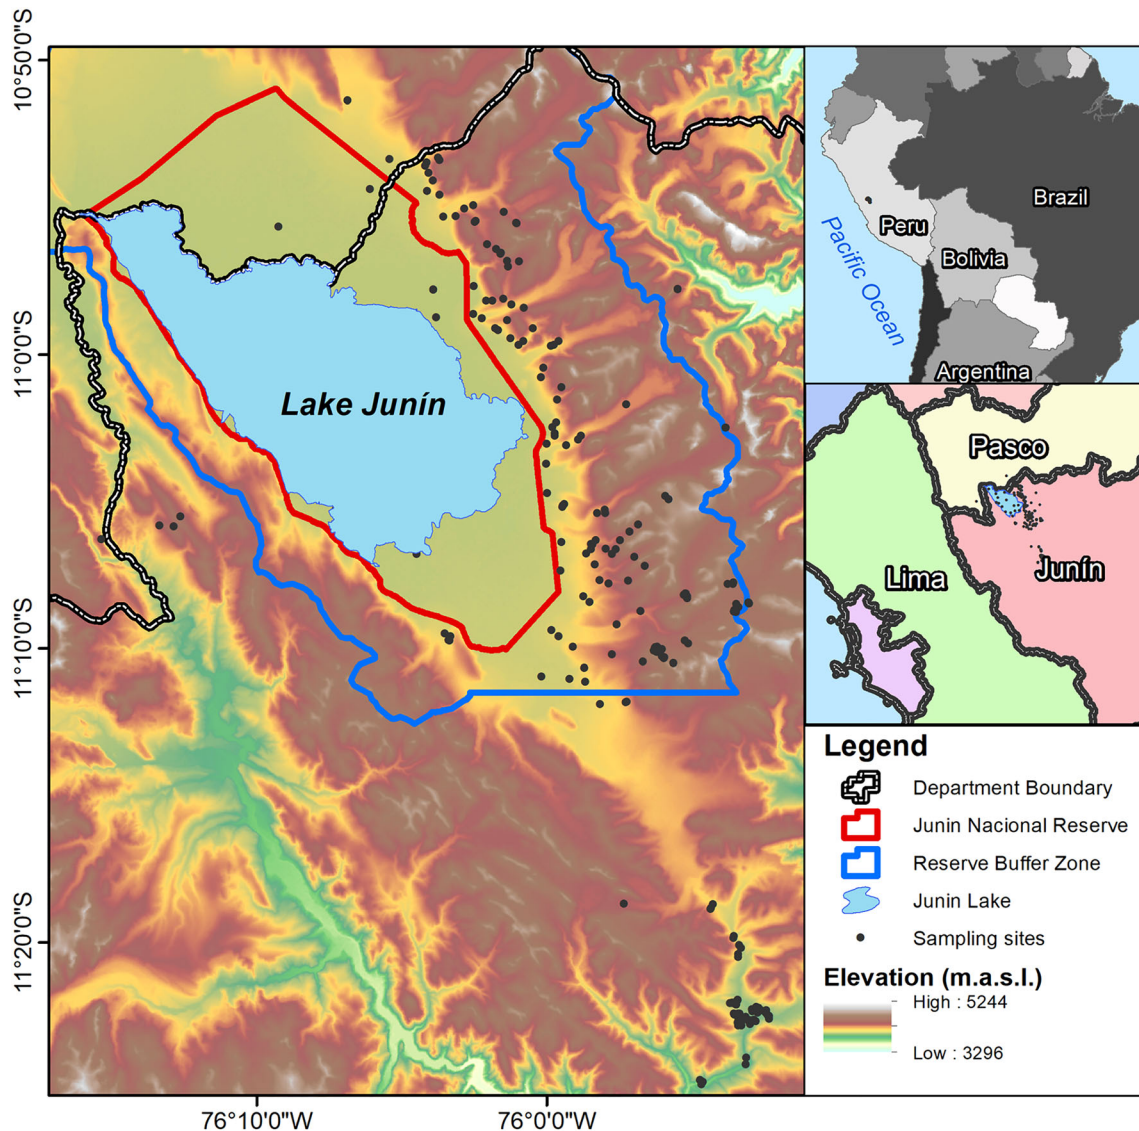 10°50'0"S
11°0'0"S
11°10'0"S
11°20'0"S
76°10'0"W
76°0'0"W
Lake Junín
Brazil
Peru
Bolivia
Pacific Ocean
Argentina
Pasco
Lima
Junín
Legend
Department Boundary
Junin Nacional Reserve
Reserve Buffer Zone
Junin Lake
Sampling sites
Elevation (m.a.s.l.)
High : 5244
Low : 3296